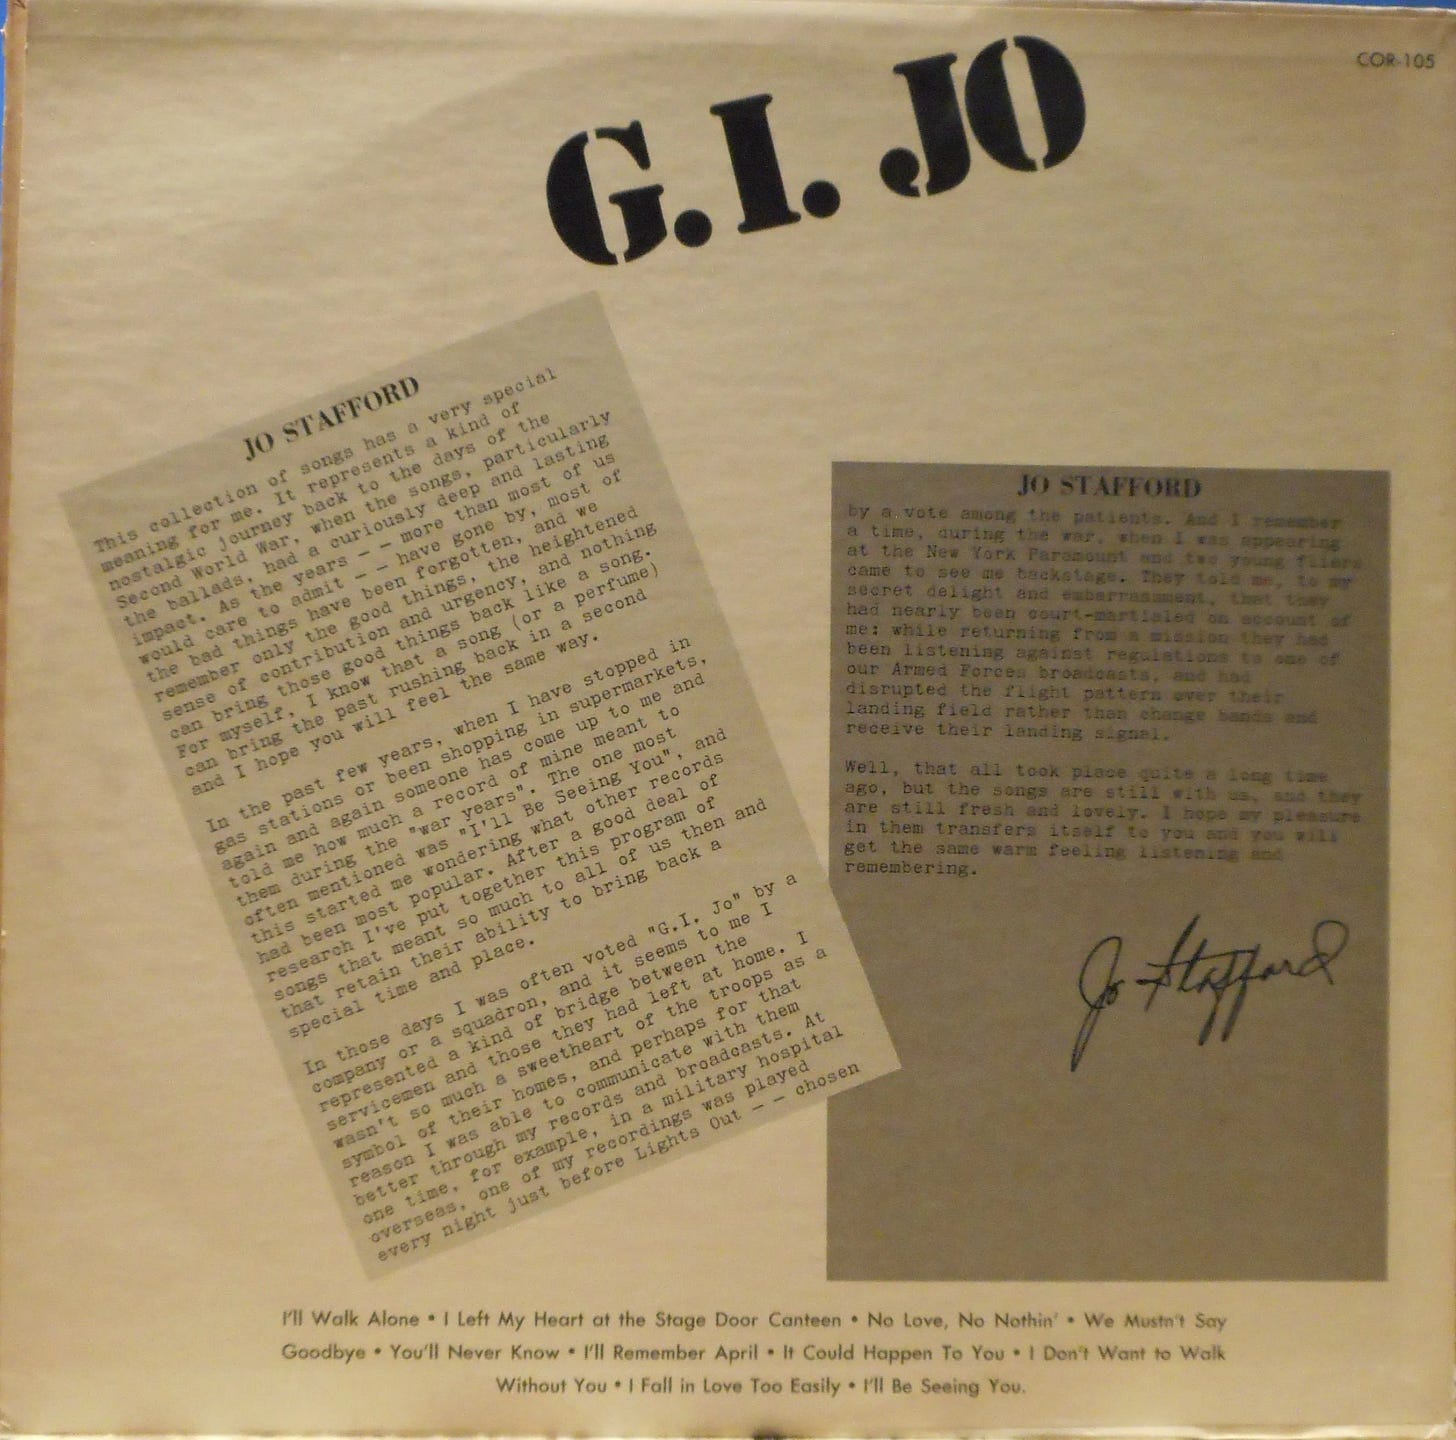 COR-105
G.I. JO
JO STAFFORD
This collection of songs has a very special
meaning for me. It represents a kind of
nostalgic journey back to the days of the
Second World War, when the songs, particularly
the ballads, had a curiously deep and lasting
impact. As the years -- more than most of us
would care to admit -- have gone by, most of
the bad things have been forgotten, and we
remember only the good things, the heightened
sense of contribution and urgency, and nothing
can bring those good things back like a song.
For myself, I know that a song (or a perfume)
can bring the past rushing back in a second
and I hope you will feel the same way.
In the past few years, when I have stopped in
gas stations or been shopping in supermarkets,
again and again someone has come up to me and
told me how much a record of mine meant to
them during the "war years". The one most
often mentioned was "I'll Be Seeing You", and
this started me wondering what other records
had been most popular. After a good deal of
research I've put together this program of
songs that meant so much to all of us then and
that retain their ability to bring back a
special time and place.
In those days I was often voted "G.I. Jo" by a
company or a squadron, and it seems to me I
represented a kind of bridge between the
servicemen and those they had left at home. I
wasn't so much a sweetheart of the troops as a
symbol of their homes, and perhaps for that
reason I was able to communicate with them
better through my records and broadcasts. At
one time, for example, in a military hospital
overseas, one of my recordings was played
every night just before Lights Out -- chosen
JO STAFFORD
by a vote among the patients. And I remember
a time, during the war, when I was appearing
at the New York Paramount and two young fliers
came to see me backstage. They told me, to my
secret delight and embarrassment, that they
had nearly been court-martialed on account of
me: while returning from a mission they had
been listening against regulations to one of
our Armed Forces broadcasts, and had
disrupted the flight pattern over their
landing field rather than change bands and
receive their landing signal.
Well, that all took place quite a long time
ago, but the songs are still with us, and they
are still fresh and lovely. I hope my pleasure
in them transfers itself to you and you will
get the same warm feeling listening and
remembering.
Jo Stafford
I'll Walk Alone • I Left My Heart at the Stage Door Canteen • No Love, No Nothin' • We Mustn't Say
Goodbye • You'll Never Know • I'll Remember April • It Could Happen To You • I Don't Want to Walk
Without You • I Fall in Love Too Easily • I'll Be Seeing You.